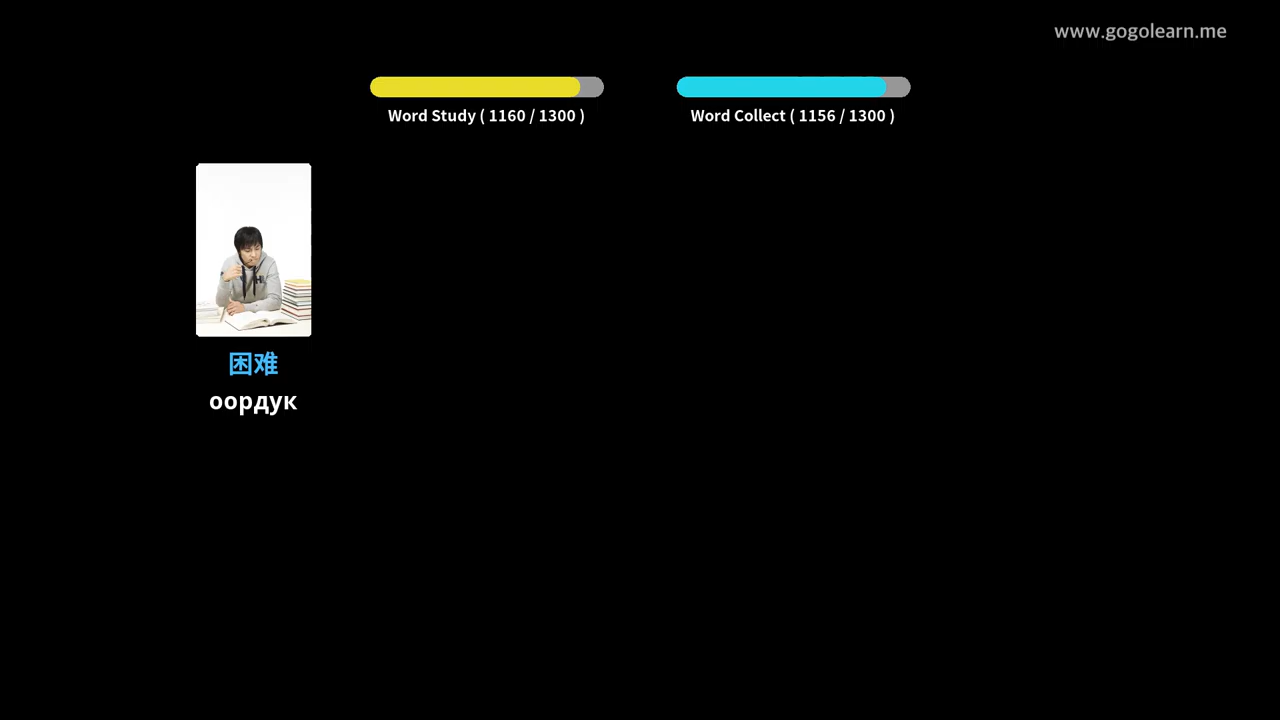 www.gogolearn.me
Word Study ( 1160 / 1300 )
Word Collect ( 1156 / 1300 )
困难
оордук